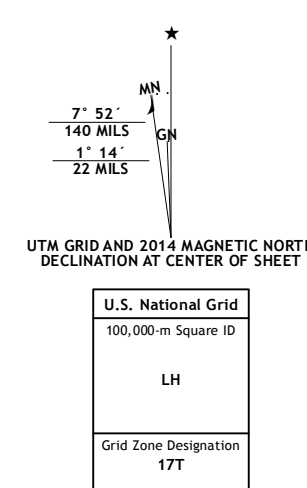 ★
MN
7° 52´
140 MILS
GN
1° 14´
22 MILS
UTM GRID AND 2014 MAGNETIC NORTH
DECLINATION AT CENTER OF SHEET
U.S. National Grid
100,000-m Square ID
LH
Grid Zone Designation
17T